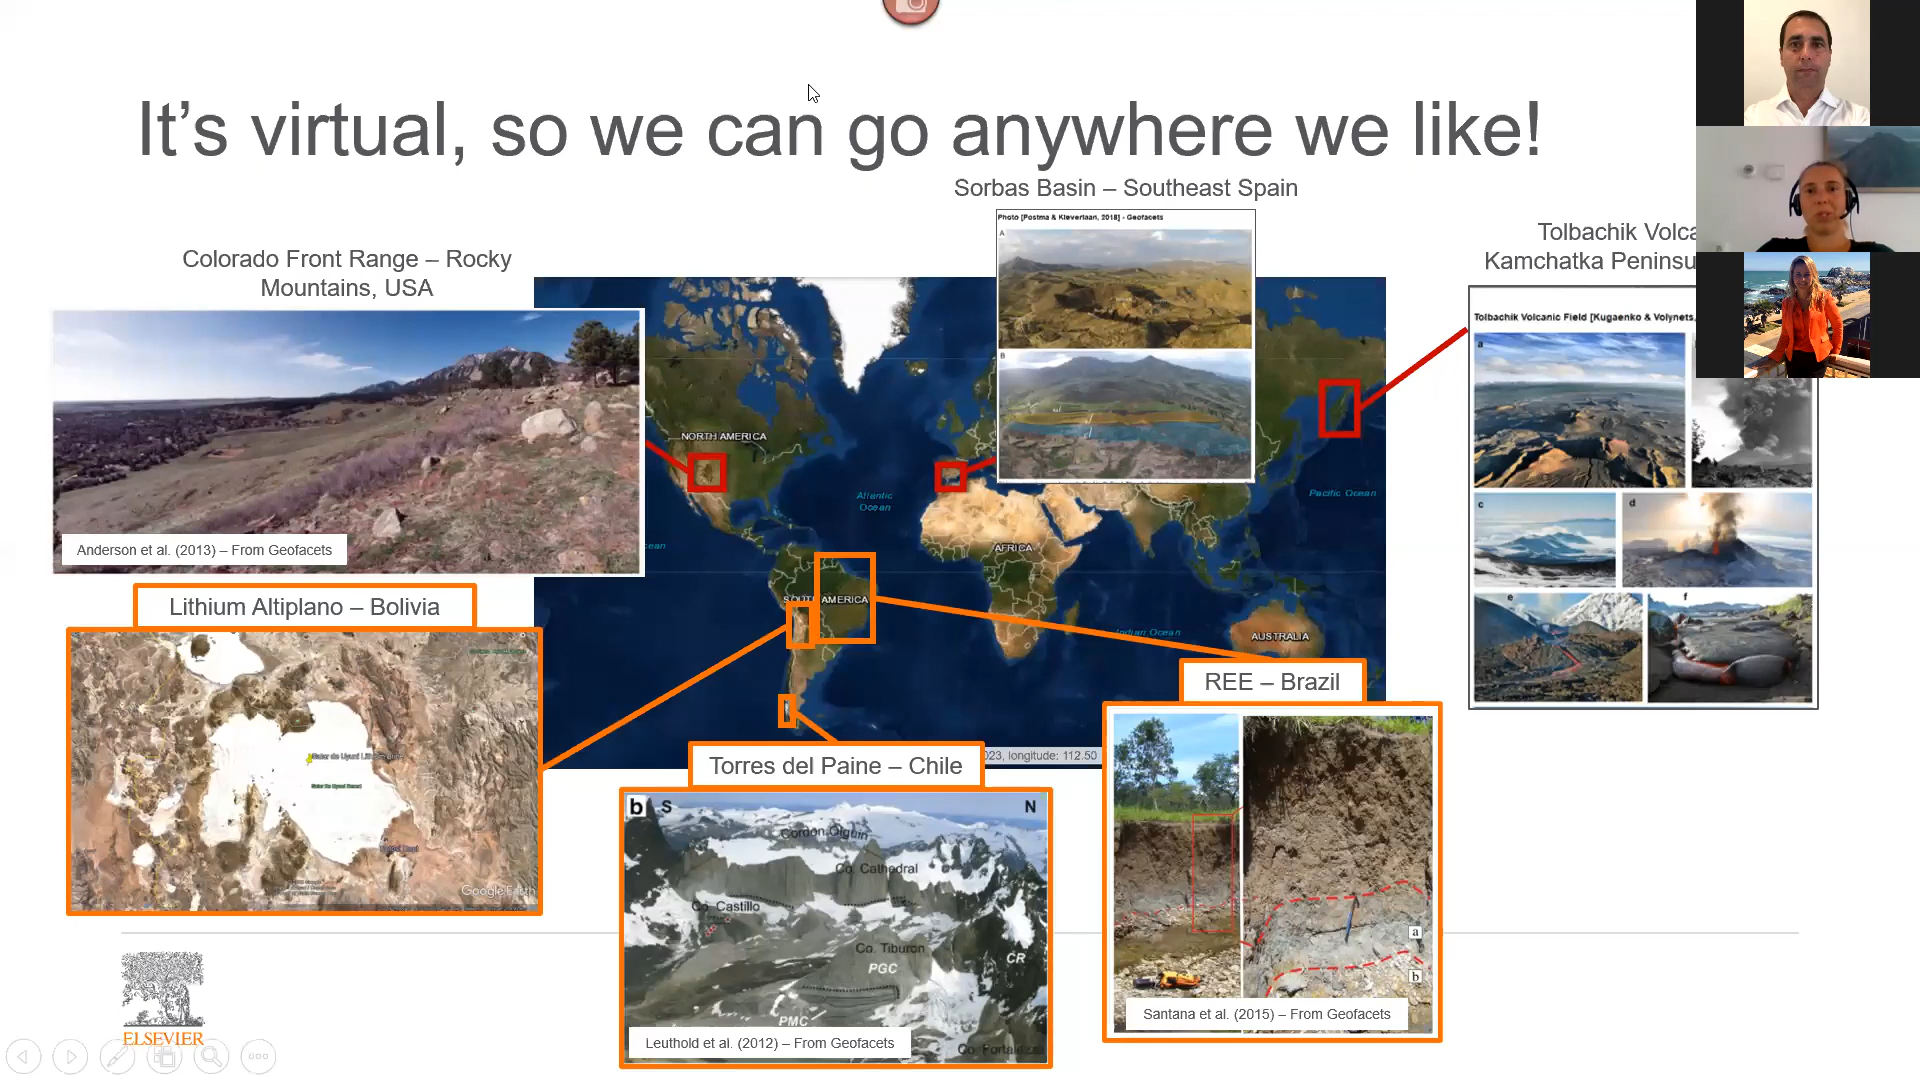 It’s virtual, so we can go anywhere we like!
Sorbas Basin – Southeast Spain
Photo [Postma & Kleverlaan, 2018] - Geofacets
A
B
Colorado Front Range – Rocky
Mountains, USA
Anderson et al. (2013) – From Geofacets
Tolbachik Volca
Kamchatka Peninsu
Tolbachik Volcanic Field [Kugaenko & Volynets,
a
c
d
e
f
NORTH AMERICA
Atlantic
Ocean
Pacific Ocean
AFRICA
SOUTH AMERICA
Indian Ocean
AUSTRALIA
023, longitude: 112.50
Lithium Altiplano – Bolivia
Google Earth
Torres del Paine – Chile
b
S
N
Cordon Olguin
Co. Cathedral
Co. Castillo
Co. Tiburon
PGC
CR
PMC
Leuthold et al. (2012) – From Geofacets
REE – Brazil
a
b
Santana et al. (2015) – From Geofacets
ELSEVIER